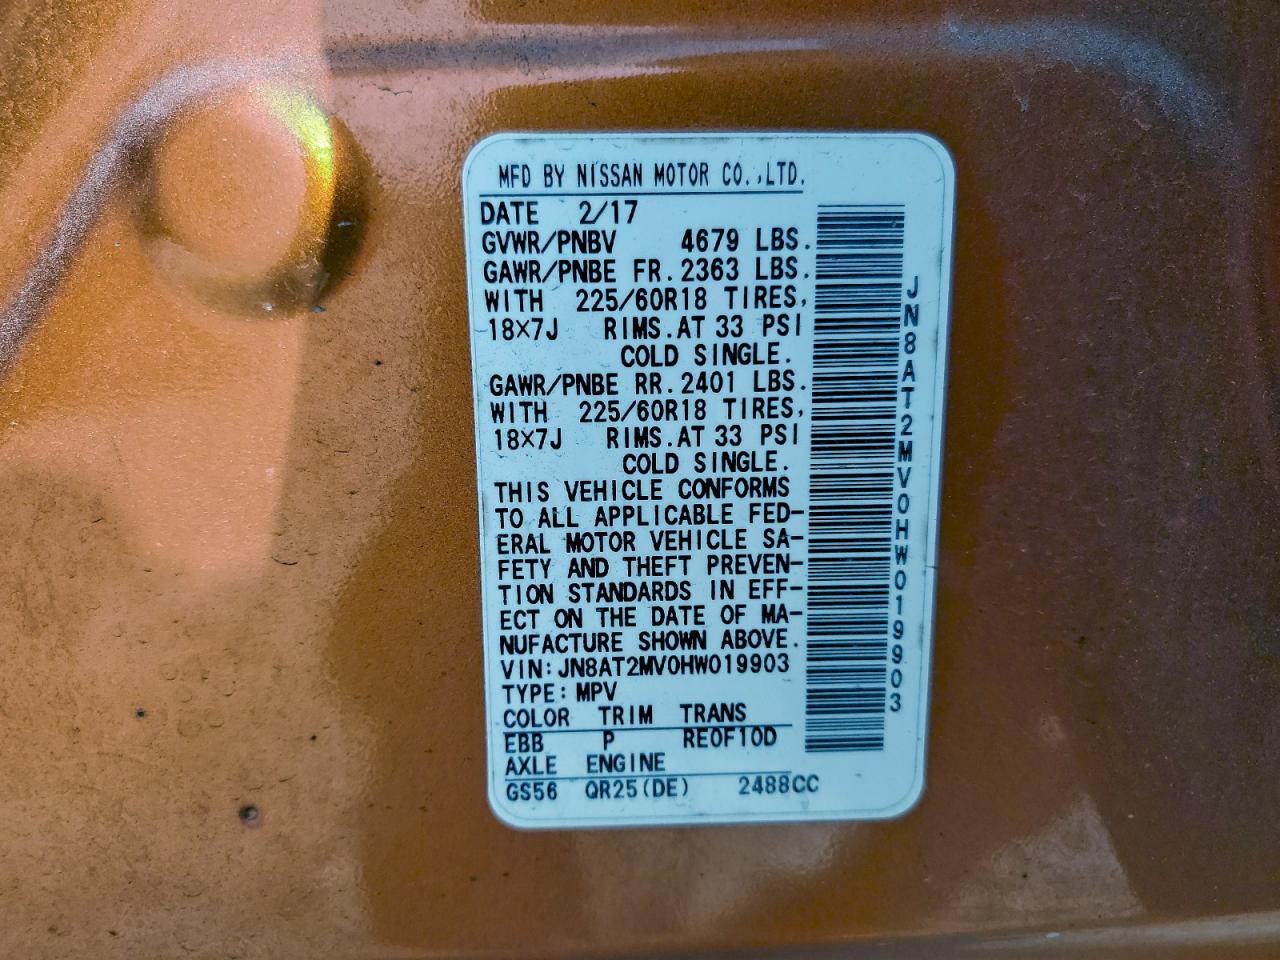 MFD BY NISSAN MOTOR CO.,LTD.
DATE 2/17
GVWR/PNBV 4679 LBS.
GAWR/PNBE FR. 2363 LBS.
WITH 225/60R18 TIRES,
18×7J RIMS. AT 33 PSI
COLD SINGLE.
GAWR/PNBE RR. 2401 LBS.
WITH 225/60R18 TIRES,
18×7J RIMS. AT 33 PSI
COLD SINGLE.
THIS VEHICLE CONFORMS
TO ALL APPLICABLE FED-
ERAL MOTOR VEHICLE SA-
FETY AND THEFT PREVEN-
TION STANDARDS IN EFF-
ECT ON THE DATE OF MA-
NUFACTURE SHOWN ABOVE.
VIN: JN8AT2MV0HW019903
TYPE: MPV
COLOR TRIM TRANS
EBB P RE0F10D
AXLE ENGINE
GS56 QR25(DE) 2488CC
JN8AT2MV0HW019903